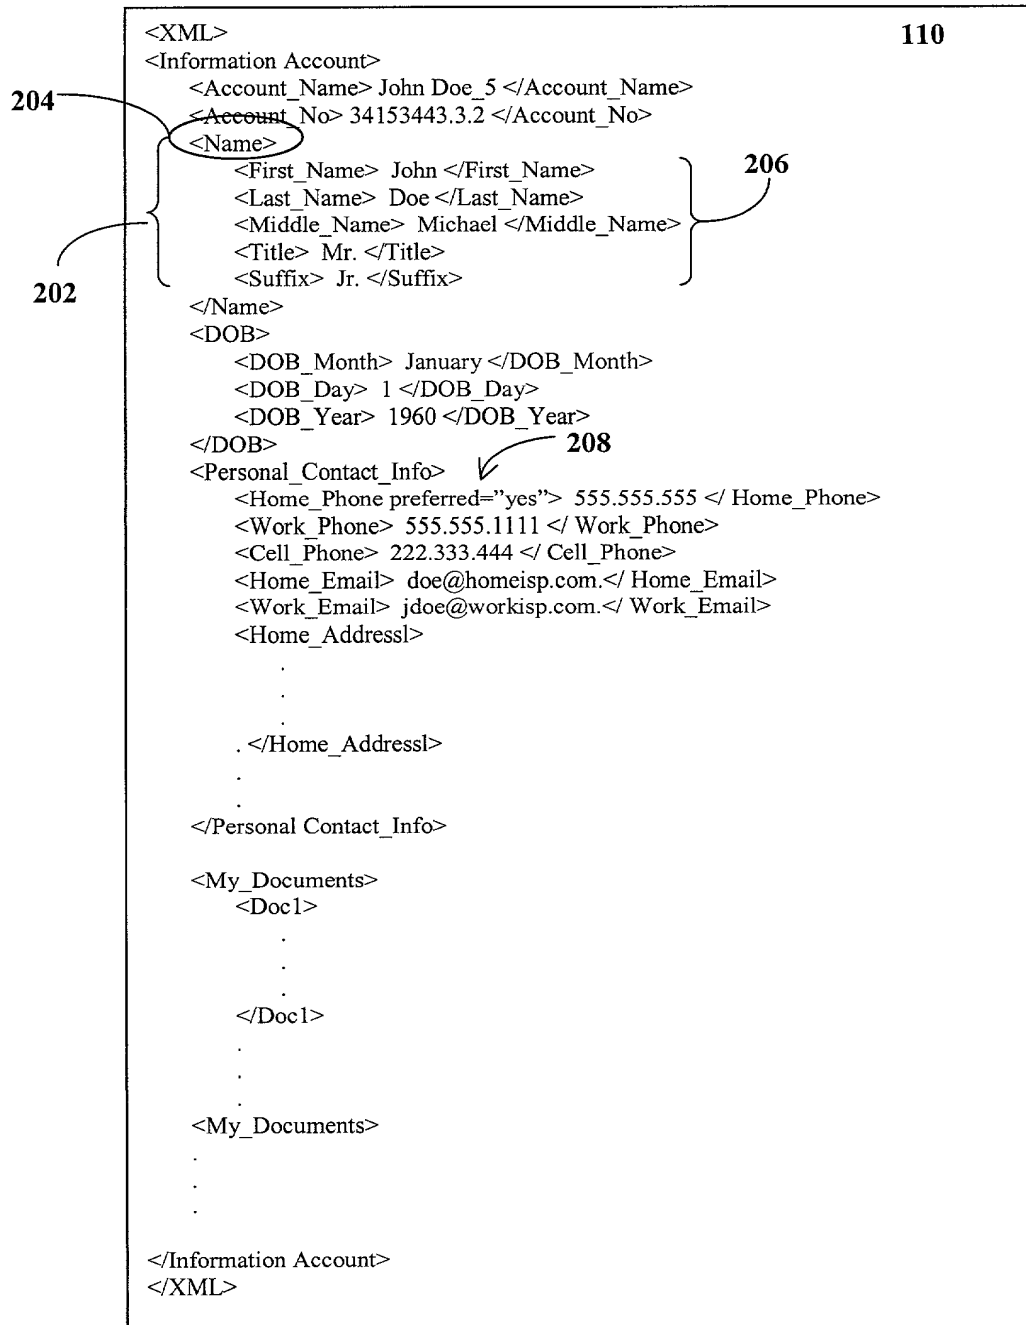 <XML>
110
<Information Account>
<Account_Name> John Doe_5 </Account_Name>
204
<Account_No> 34153443.3.2 </Account_No>
<Name>
<First_Name> John </First_Name>
206
<Last_Name> Doe </Last_Name>
<Middle_Name> Michael </Middle_Name>
<Title> Mr. </Title>
<Suffix> Jr. </Suffix>
202
</Name>
<DOB>
<DOB_Month> January </DOB_Month>
<DOB_Day> 1 </DOB_Day>
<DOB_Year> 1960 </DOB_Year>
</DOB>
208
<Personal_Contact_Info>
<Home_Phone preferred=”yes”> 555.555.555 </ Home_Phone>
<Work_Phone> 555.555.1111 </ Work_Phone>
<Cell_Phone> 222.333.444 </ Cell_Phone>
<Home_Email> doe@homeisp.com.</ Home_Email>
<Work_Email> jdoe@workisp.com.</ Work_Email>
<Home_Addressl>
.
.
.
. </Home_Addressl>
.
.
</Personal Contact_Info>
<My_Documents>
<Doc1>
.
.
.
</Doc1>
.
.
.
<My_Documents>
.
.
.
</Information Account>
</XML>